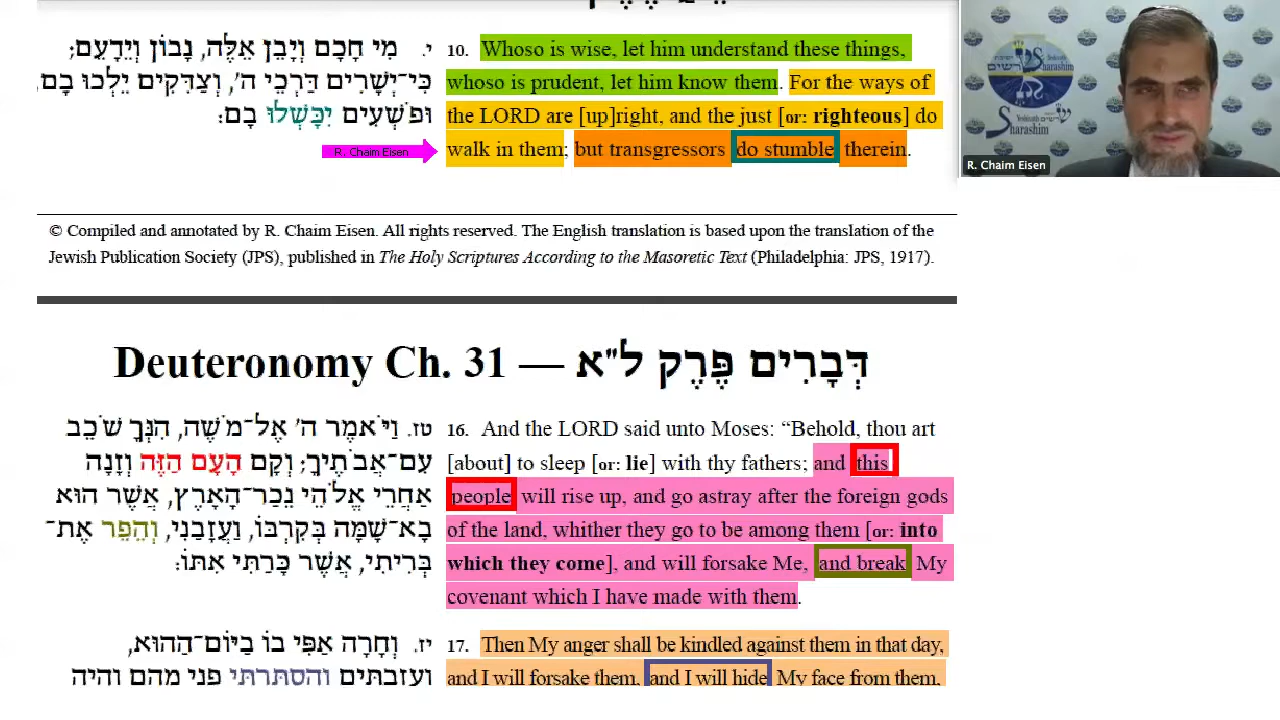 י. מִי חָכָם וְיָבֵן אֵלֶּה, נָבוֹן וְיֵדָעֵם;
כִּי־יְשָׁרִים דַּרְכֵי ה', וְצַדִּקִים יֵלְכוּ בָם,
וּפֹשְׁעִים יִכָּשְׁלוּ בָם:
10. Whoso is wise, let him understand these things,
whoso is prudent, let him know them. For the ways of
the LORD are [up]right, and the just [or: righteous] do
walk in them; but transgressors do stumble therein.
R. Chaim Eisen
© Compiled and annotated by R. Chaim Eisen. All rights reserved. The English translation is based upon the translation of the
Jewish Publication Society (JPS), published in The Holy Scriptures According to the Masoretic Text (Philadelphia: JPS, 1917).
Deuteronomy Ch. 31 — דְּבָרִים פֶּרֶק ל"א
טז. וַיֹּאמֶר ה' אֶל־מֹשֶׁה, הִנְּךָ שֹׁכֵב
עִם־אֲבֹתֶיךָ; וְקָם הָעָם הַזֶּה וְזָנָה
אַחֲרֵי אֱלֹהֵי נֵכַר־הָאָרֶץ, אֲשֶׁר הוּא
בָא־שָׁמָּה בְּקִרְבּוֹ, וַעֲזָבַנִי, וְהֵפֵר אֶת־
בְּרִיתִי, אֲשֶׁר כָּרַתִּי אִתּוֹ:
16. And the LORD said unto Moses: “Behold, thou art
[about] to sleep [or: lie] with thy fathers; and this
people will rise up, and go astray after the foreign gods
of the land, whither they go to be among them [or: into
which they come], and will forsake Me, and break My
covenant which I have made with them.
יז. וְחָרָה אַפִּי בוֹ בַיּוֹם־הַהוּא,
ועזבתים והסתרתי פני מהם והיה
17. Then My anger shall be kindled against them in that day,
and I will forsake them, and I will hide My face from them,
R. Chaim Eisen
Sharashim
Yeshivath
Sharashim